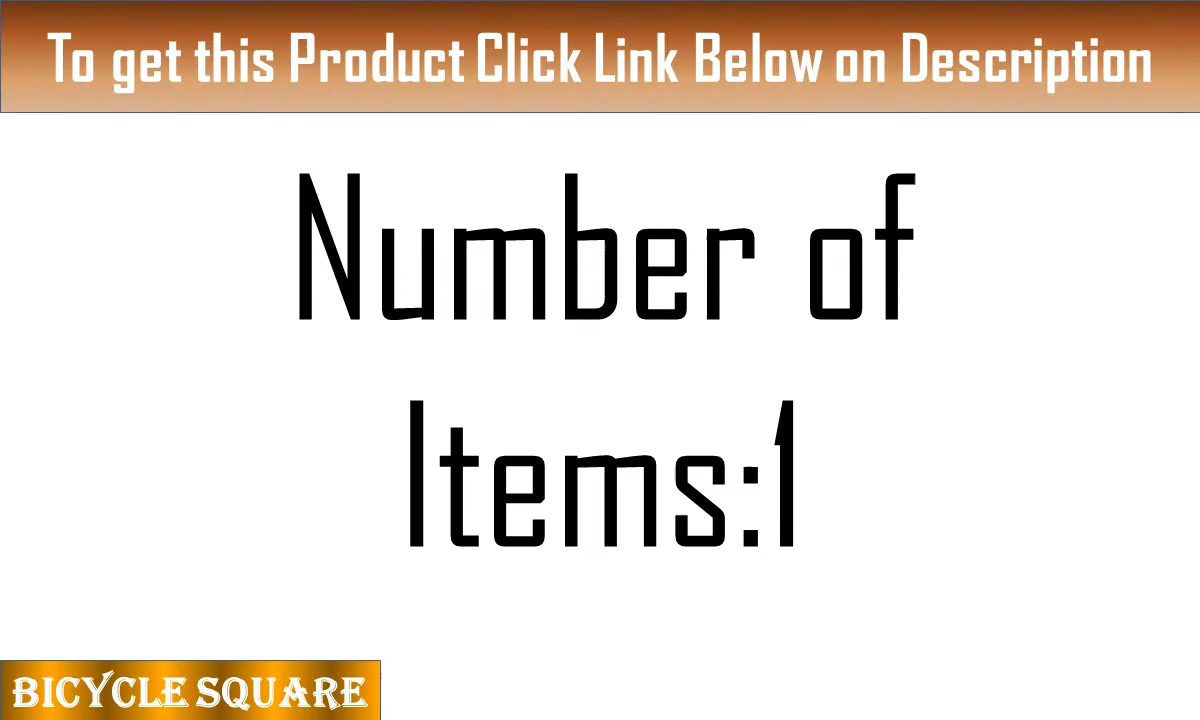 To get this Product Click Link Below on Description
Number of
Items:1
BICYCLE SQUARE